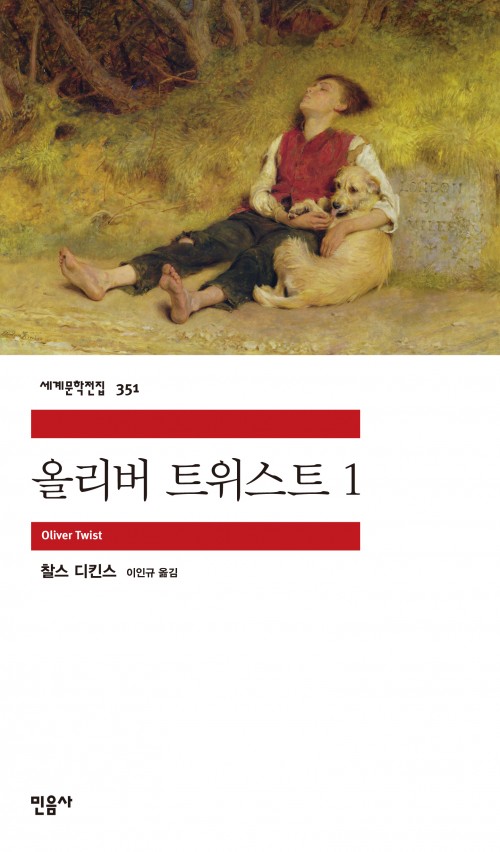 LONDON
세계문학전집 351
올리버 트위스트 1
Oliver Twist
찰스 디킨스 이인규 옮김
민음사